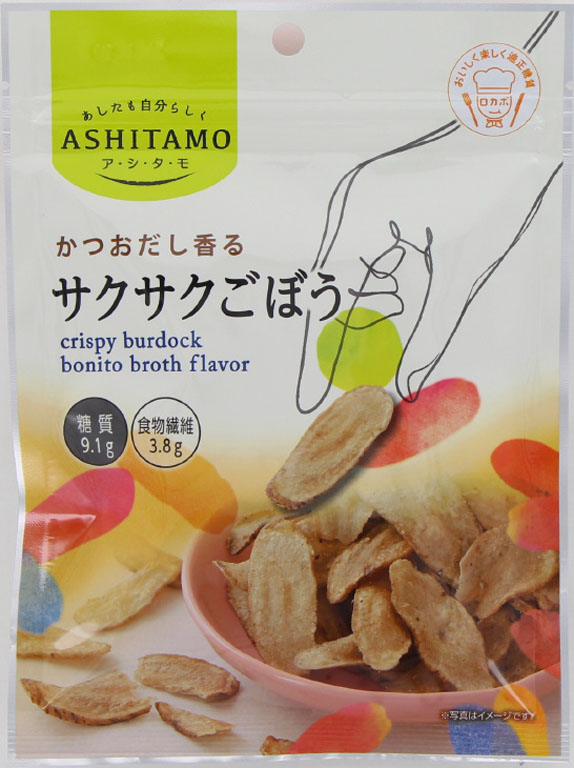 あしたも自分らしく
ASHITAMO
ア・シ・タ・モ
おいしく楽しく適正糖質
ロカボ
かつおだし香る
サクサクごぼう
crispy burdock
bonito broth flavor
糖質
9.1g
食物繊維
3.8g
※写真はイメージです。